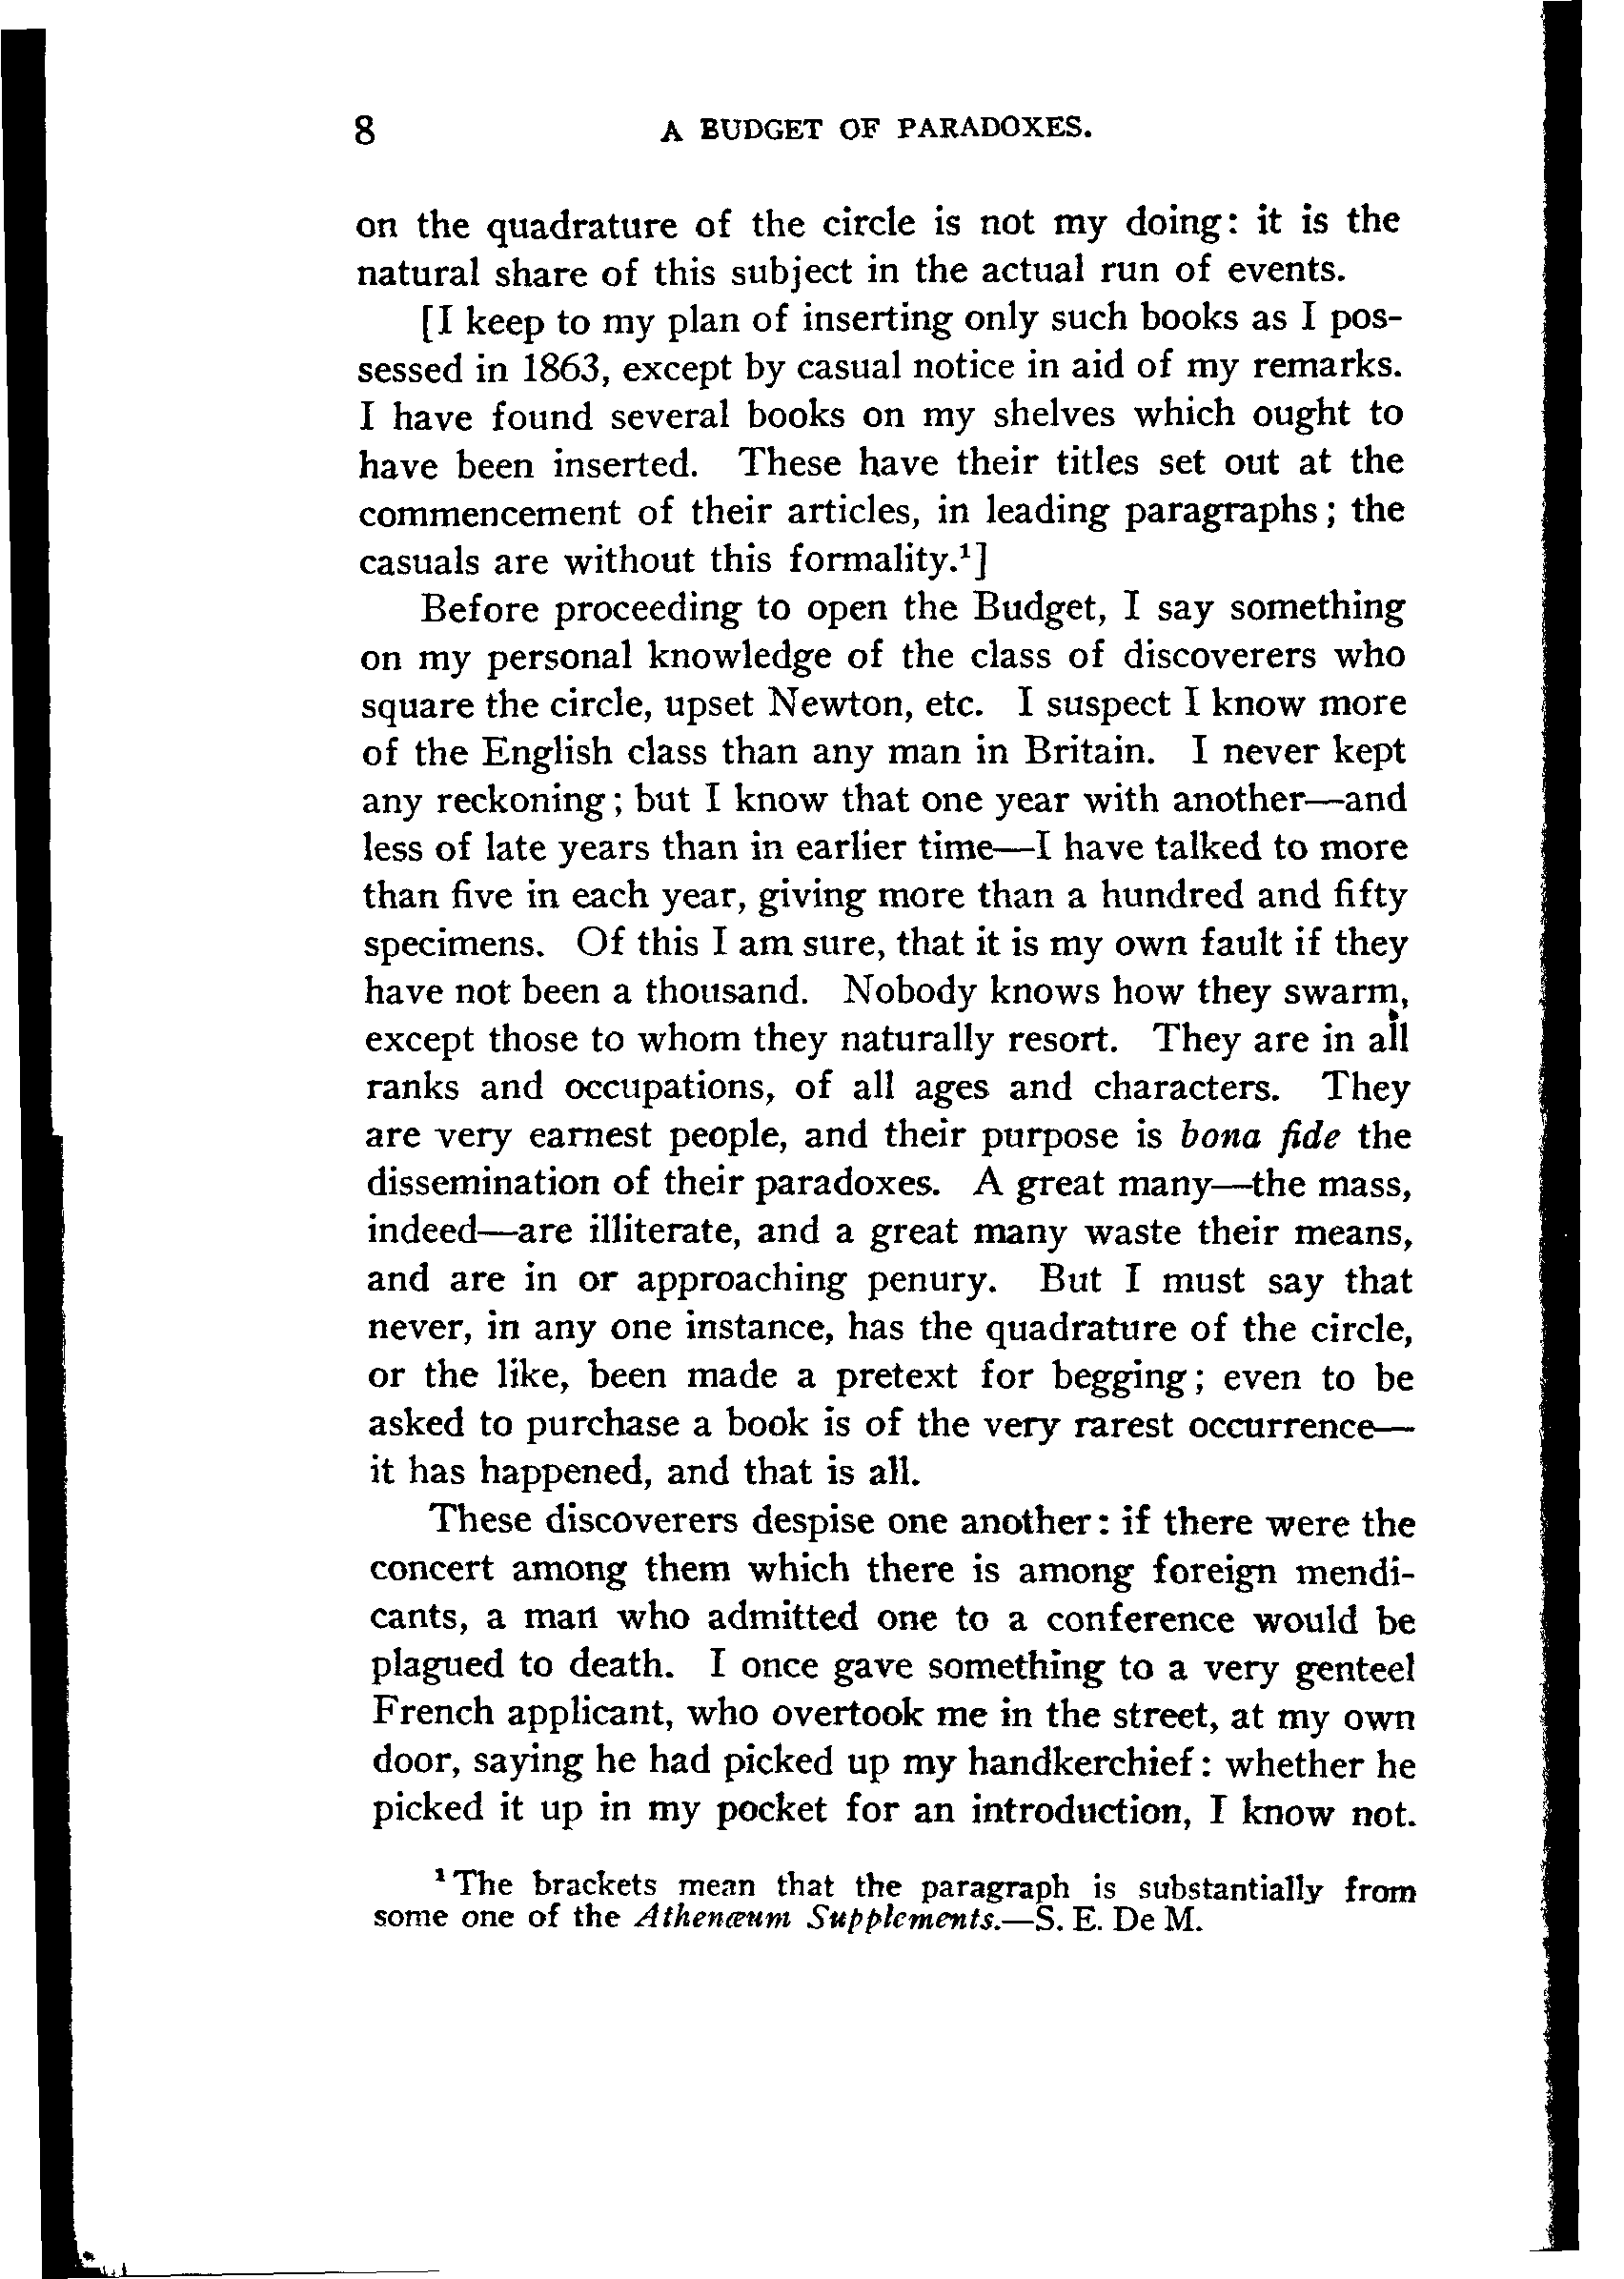 8 A BUDGET OF PARADOXES.
on the quadrature of the circle is not my doing: it is the
natural share of this subject in the actual run of events.
[I keep to my plan of inserting only such books as I pos-
sessed in 1863, except by casual notice in aid of my remarks.
I have found several books on my shelves which ought to
have been inserted. These have their titles set out at the
commencement of their articles, in leading paragraphs; the
casuals are without this formality.¹]
Before proceeding to open the Budget, I say something
on my personal knowledge of the class of discoverers who
square the circle, upset Newton, etc. I suspect I know more
of the English class than any man in Britain. I never kept
any reckoning; but I know that one year with another—and
less of late years than in earlier time—I have talked to more
than five in each year, giving more than a hundred and fifty
specimens. Of this I am sure, that it is my own fault if they
have not been a thousand. Nobody knows how they swarm,
except those to whom they naturally resort. They are in all
ranks and occupations, of all ages and characters. They
are very earnest people, and their purpose is bona fide the
dissemination of their paradoxes. A great many—the mass,
indeed—are illiterate, and a great many waste their means,
and are in or approaching penury. But I must say that
never, in any one instance, has the quadrature of the circle,
or the like, been made a pretext for begging; even to be
asked to purchase a book is of the very rarest occurrence—
it has happened, and that is all.
These discoverers despise one another: if there were the
concert among them which there is among foreign mendi-
cants, a man who admitted one to a conference would be
plagued to death. I once gave something to a very genteel
French applicant, who overtook me in the street, at my own
door, saying he had picked up my handkerchief: whether he
picked it up in my pocket for an introduction, I know not.
¹ The brackets mean that the paragraph is substantially from
some one of the Athenæum Supplements.—S. E. De M.